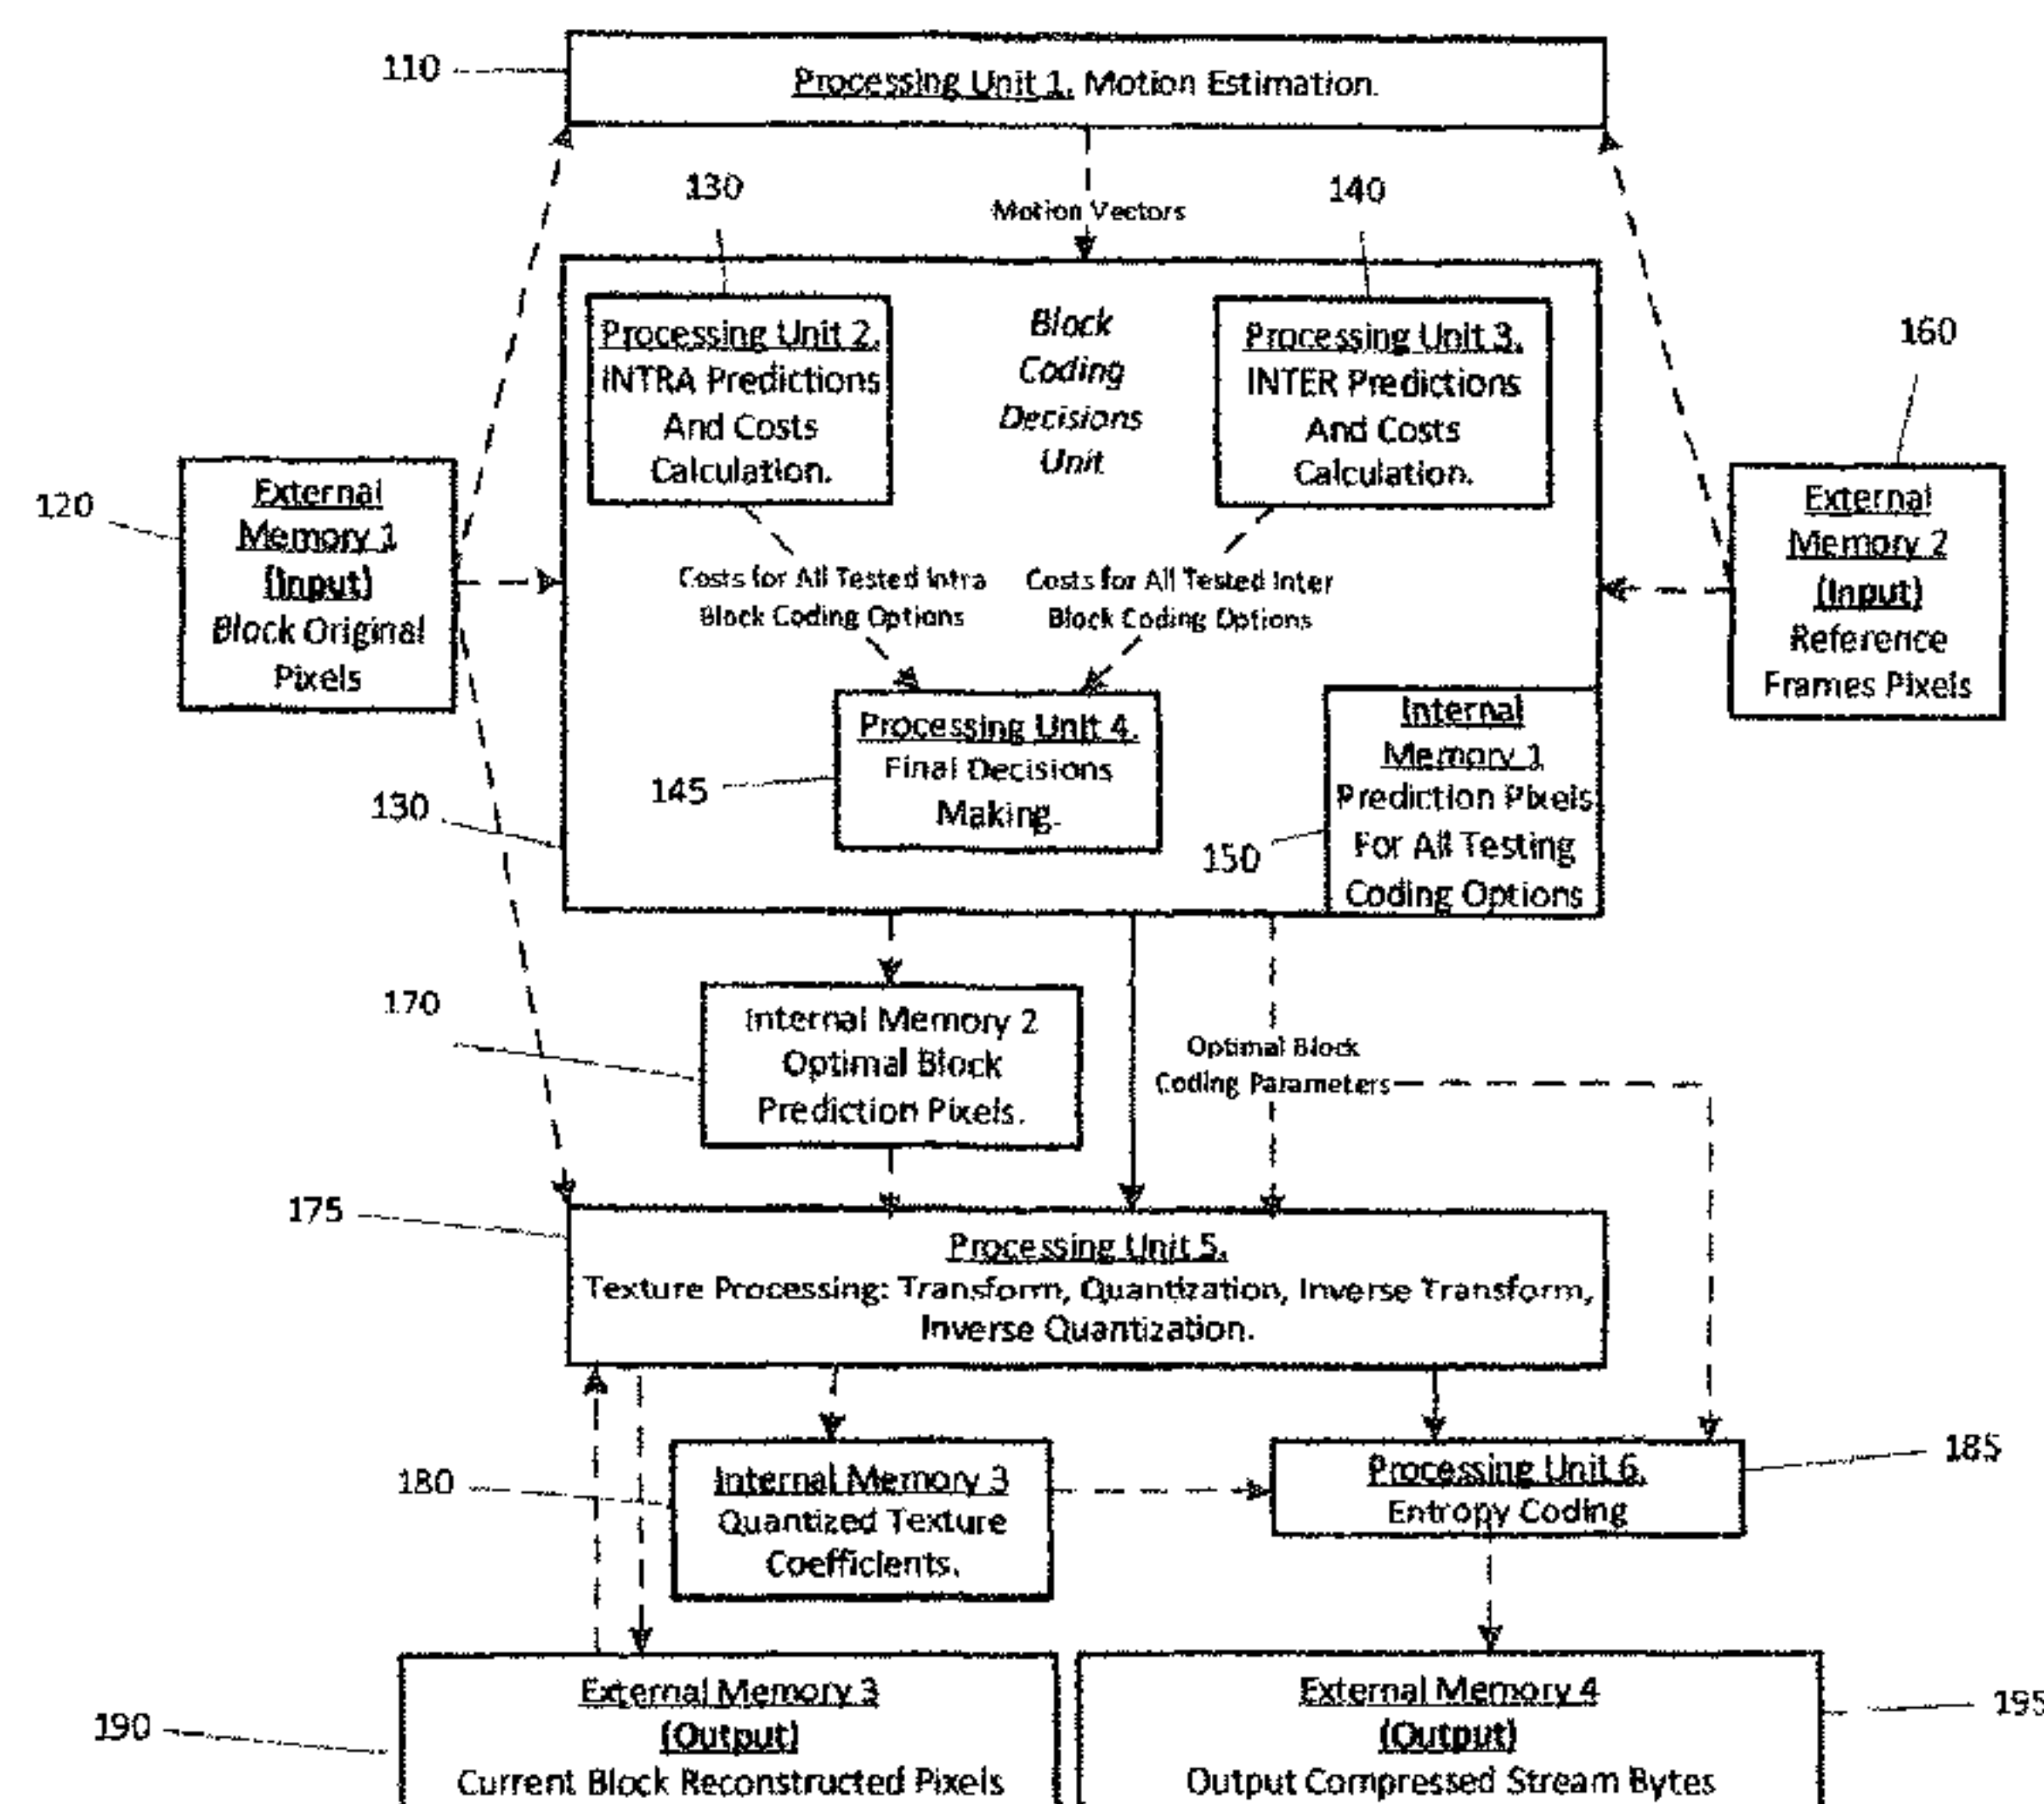 110
Processing Unit 1. Motion Estimation.
130
Motion Vectors
140
Processing Unit 2.
INTRA Predictions
And Costs
Calculation.
Block
Coding
Decisions
Unit
Processing Unit 3.
INTER Predictions
And Costs
Calculation.
160
120
External
Memory 1
(Input)
Block Original
Pixels
External
Memory 2
(Input)
Reference
Frames Pixels
Costs for All Tested Intra
Block Coding Options
Costs for All Tested Inter
Block Coding Options
Processing Unit 4.
Final Decisions
Making.
145
130
Internal
Memory 1
Prediction Pixels
For All Testing
Coding Options
150
170
Internal Memory 2
Optimal Block
Prediction Pixels.
Optimal Block
Coding Parameters
175
Processing Unit 5.
Texture Processing: Transform, Quantization, Inverse Transform,
Inverse Quantization.
180
Internal Memory 3
Quantized Texture
Coefficients.
Processing Unit 6.
Entropy Coding
185
190
External Memory 3
(Output)
Current Block Reconstructed Pixels
External Memory 4
(Output)
Output Compressed Stream Bytes
195